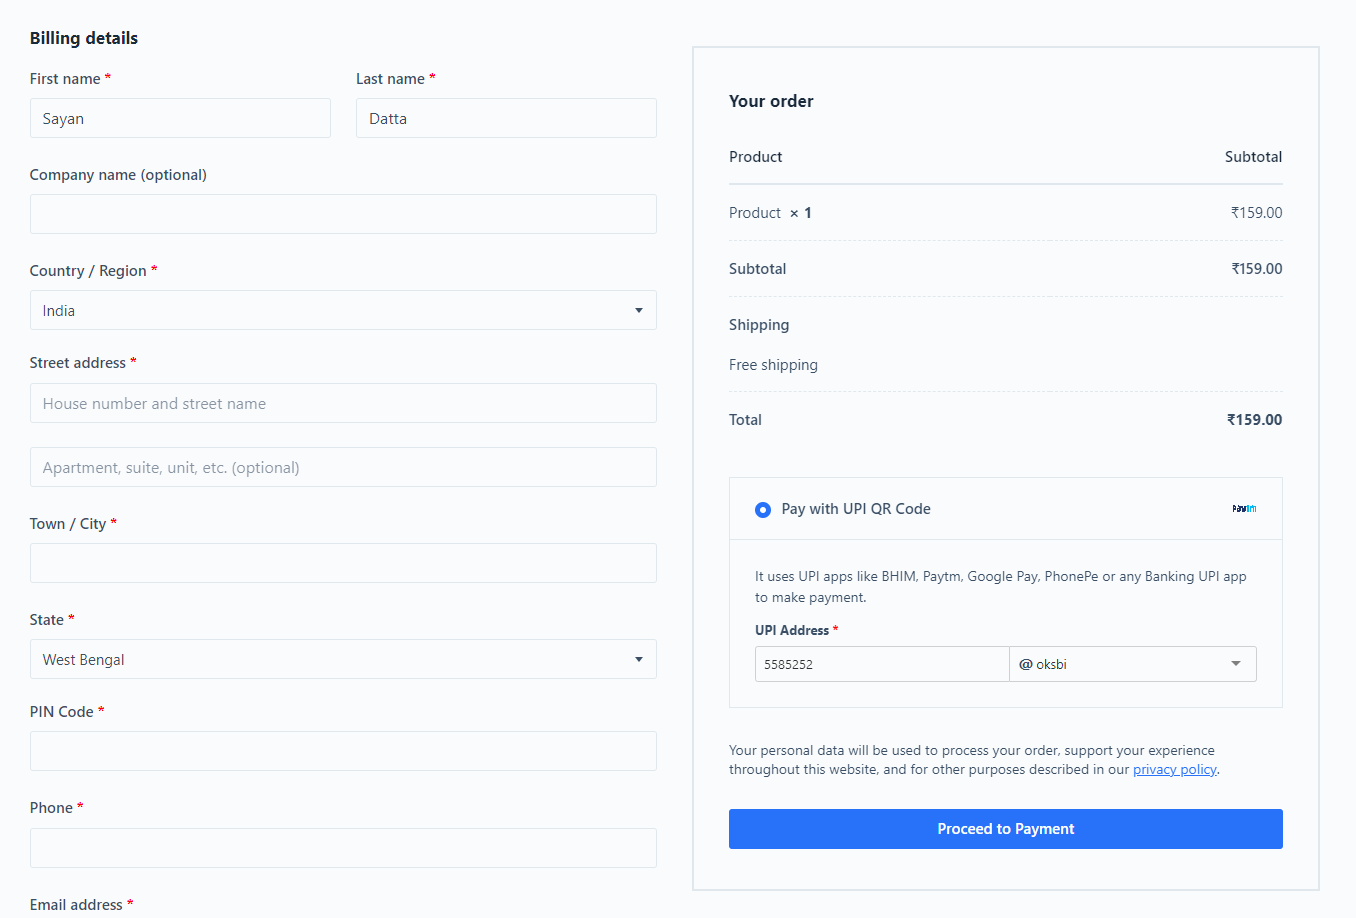 Billing details
First name *
Last name *
Sayan
Datta
Company name (optional)
Country / Region *
India
Street address *
House number and street name
Apartment, suite, unit, etc. (optional)
Town / City *
State *
West Bengal
PIN Code *
Phone *
Email address *
Your order
Product Subtotal
Product × 1 ₹159.00
Subtotal ₹159.00
Shipping
Free shipping
Total ₹159.00
Pay with UPI QR Code Paytm
It uses UPI apps like BHIM, Paytm, Google Pay, PhonePe or any Banking UPI app
to make payment.
UPI Address *
5585252 @ oksbi
Your personal data will be used to process your order, support your experience
throughout this website, and for other purposes described in our privacy policy.
Proceed to Payment